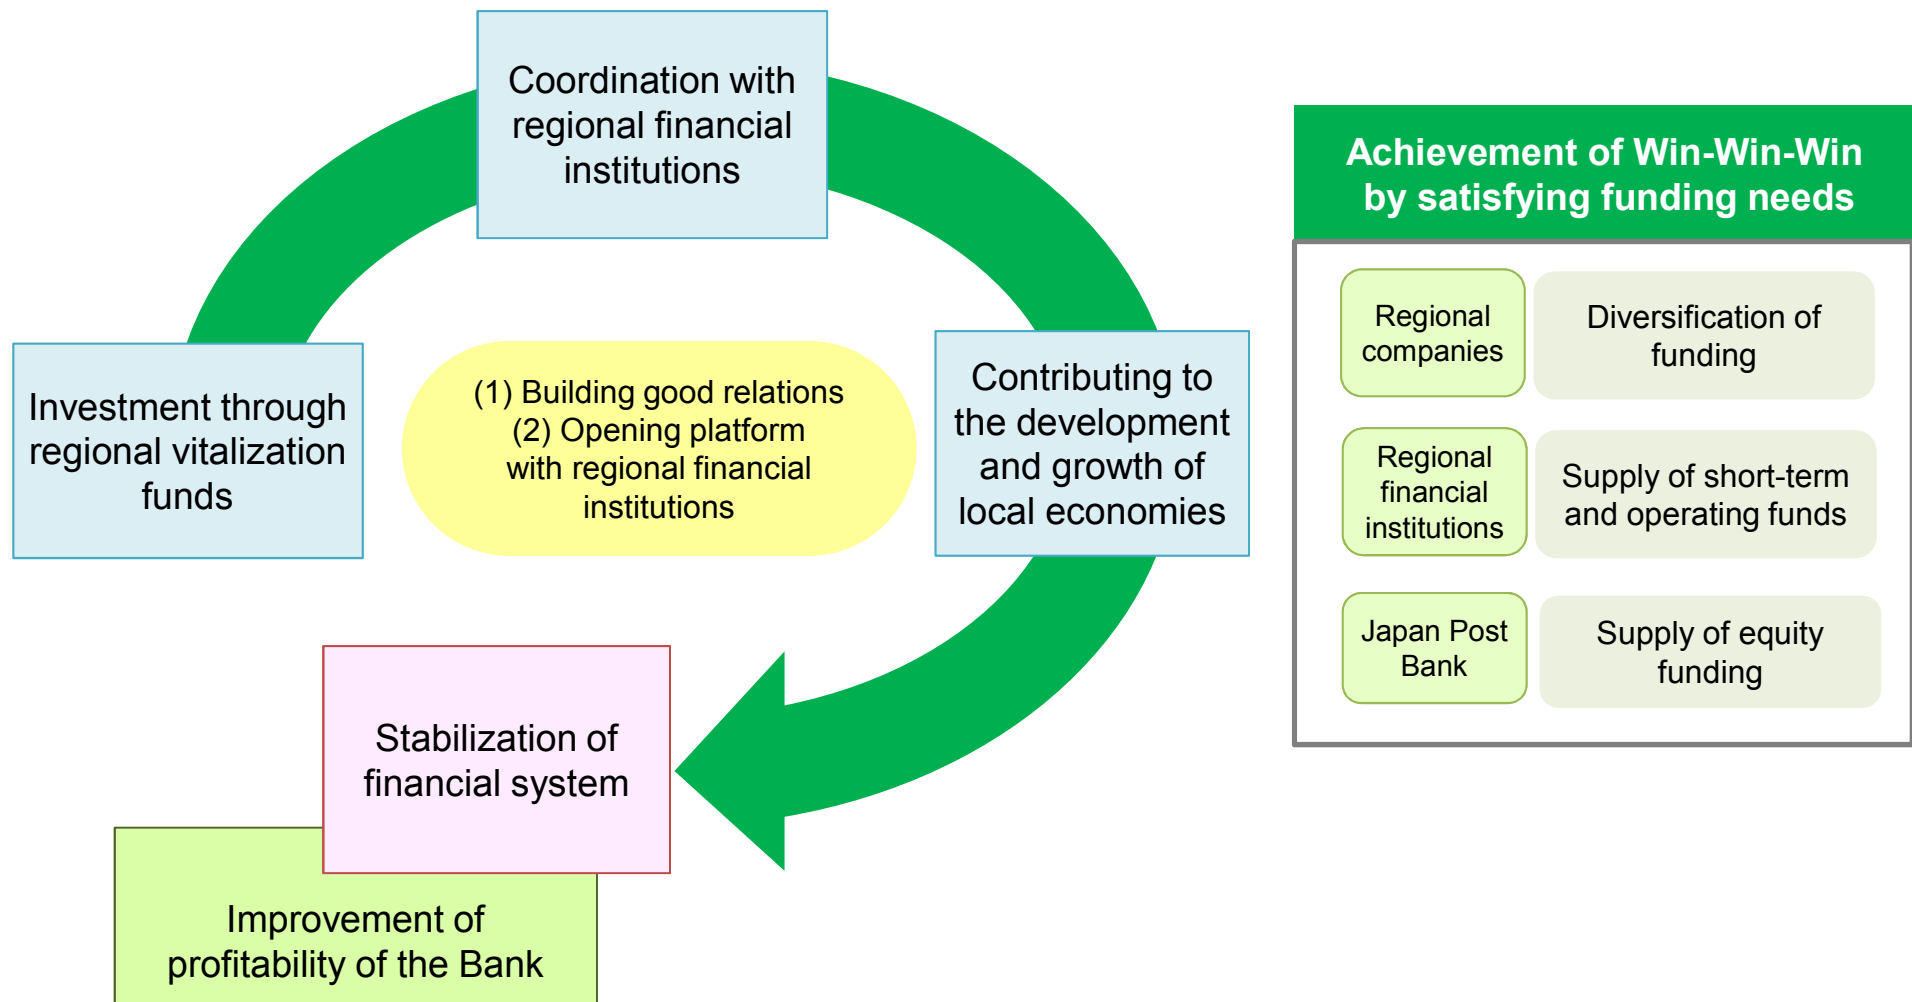 Coordination with
regional financial
institutions
Investment through
regional vitalization
funds
(1) Building good relations
(2) Opening platform
with regional financial
institutions
Contributing to
the development
and growth of
local economies
Stabilization of
financial system
Improvement of
profitability of the Bank
Achievement of Win-Win-Win
by satisfying funding needs
Regional
companies
Diversification of
funding
Regional
financial
institutions
Supply of short-term
and operating funds
Japan Post
Bank
Supply of equity
funding